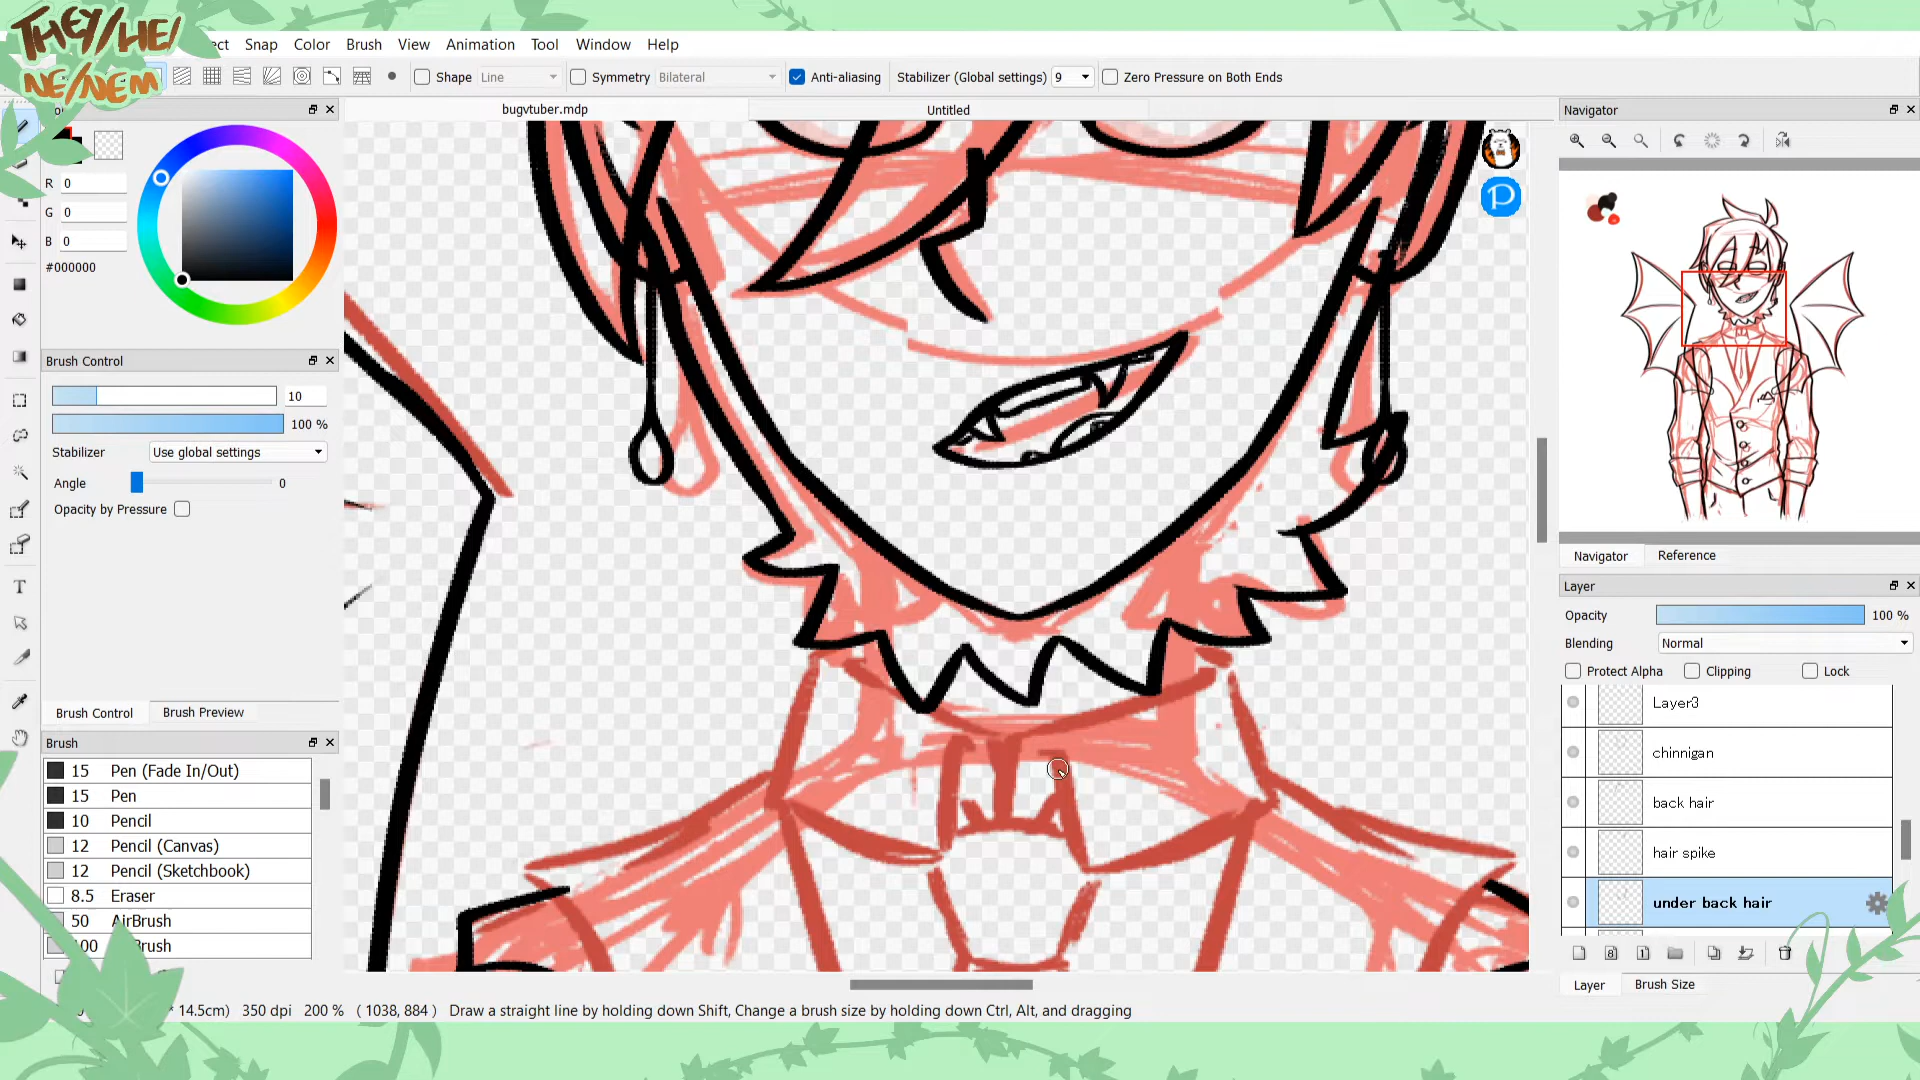 THEY/HE/
NE/NEM
ect Snap Color Brush View Animation Tool Window Help
Shape Line Symmetry Bilateral Anti-aliasing Stabilizer (Global settings) 9 Zero Pressure on Both Ends
bugvtuber.mdp Untitled
Navigator
R 0
G 0
B 0
#000000
Brush Control
10
100 %
Stabilizer Use global settings
Angle 0
Opacity by Pressure
Brush Control Brush Preview
Brush
15 Pen (Fade In/Out)
15 Pen
10 Pencil
12 Pencil (Canvas)
12 Pencil (Sketchbook)
8.5 Eraser
50 AirBrush
100 Brush
P
Navigator Reference
Layer
Opacity 100 %
Blending Normal
Protect Alpha Clipping Lock
Layer3
chinnigan
back hair
hair spike
under back hair
8 1
Layer Brush Size
T
* 14.5cm) 350 dpi 200 % ( 1038, 884 ) Draw a straight line by holding down Shift, Change a brush size by holding down Ctrl, Alt, and dragging